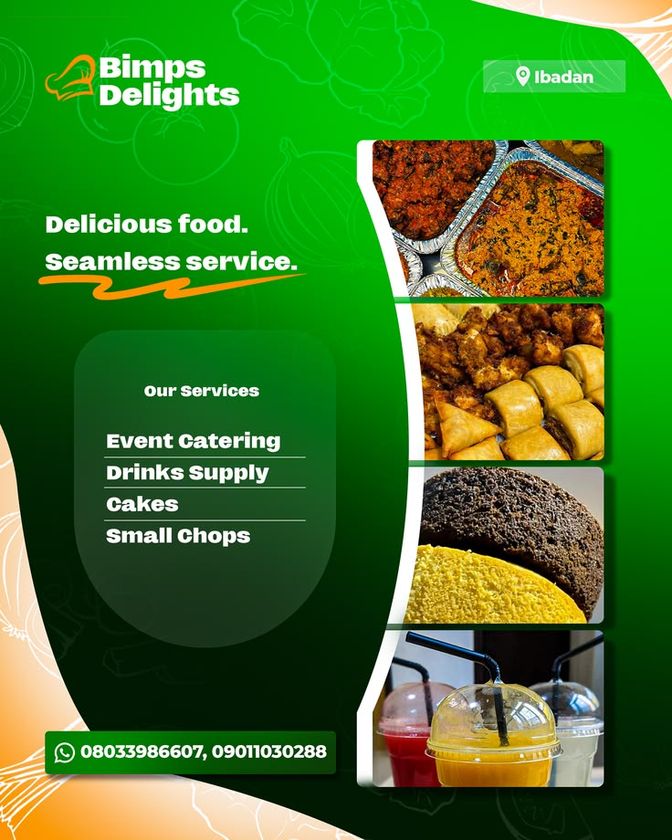 Bimps
Delights
Ibadan
Delicious food.
Seamless service.
Our Services
Event Catering
Drinks Supply
Cakes
Small Chops
08033986607, 09011030288